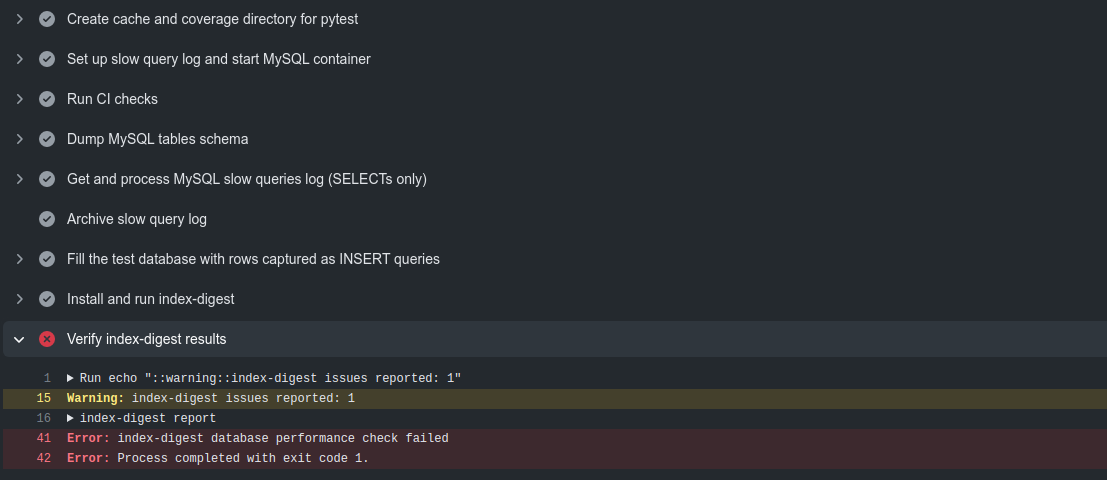 Create cache and coverage directory for pytest
Set up slow query log and start MySQL container
Run CI checks
Dump MySQL tables schema
Get and process MySQL slow queries log (SELECTs only)
Archive slow query log
Fill the test database with rows captured as INSERT queries
Install and run index-digest
Verify index-digest results
1 Run echo "::warning::index-digest issues reported: 1"
15 Warning: index-digest issues reported: 1
16 index-digest report
41 Error: index-digest database performance check failed
42 Error: Process completed with exit code 1.